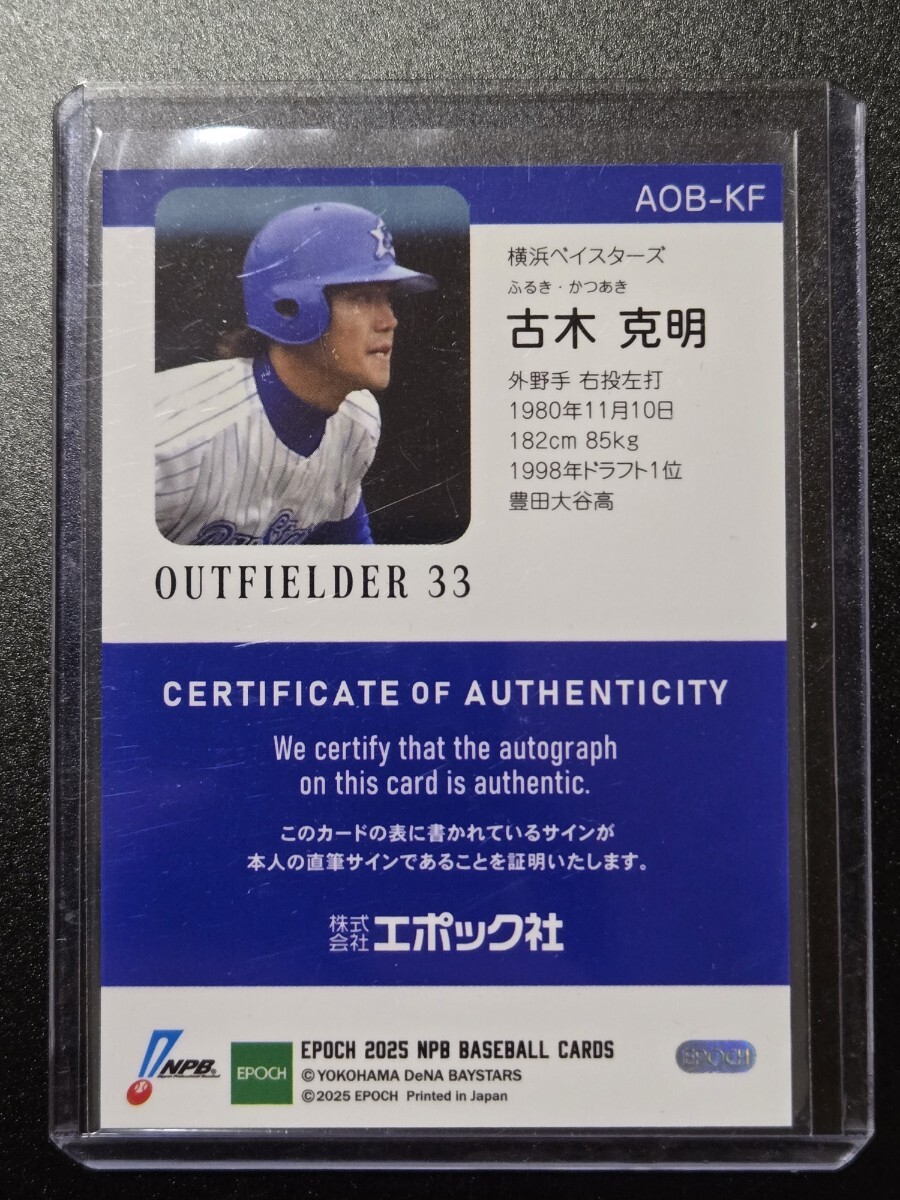 AOB-KF
横浜ベイスターズ
ふるき・かつあき
古木 克明
外野手 右投左打
1980年11月10日
182cm 85kg
1998年ドラフト1位
豊田大谷高
OUTFIELDER 33
CERTIFICATE OF AUTHENTICITY
We certify that the autograph
on this card is authentic.
このカードの表に書かれているサインが
本人の直筆サインであることを証明いたします。
株式会社エポック社
NPB
EPOCH
EPOCH 2025 NPB BASEBALL CARDS
©YOKOHAMA DeNA BAYSTARS
©2025 EPOCH Printed in Japan
EPOCH